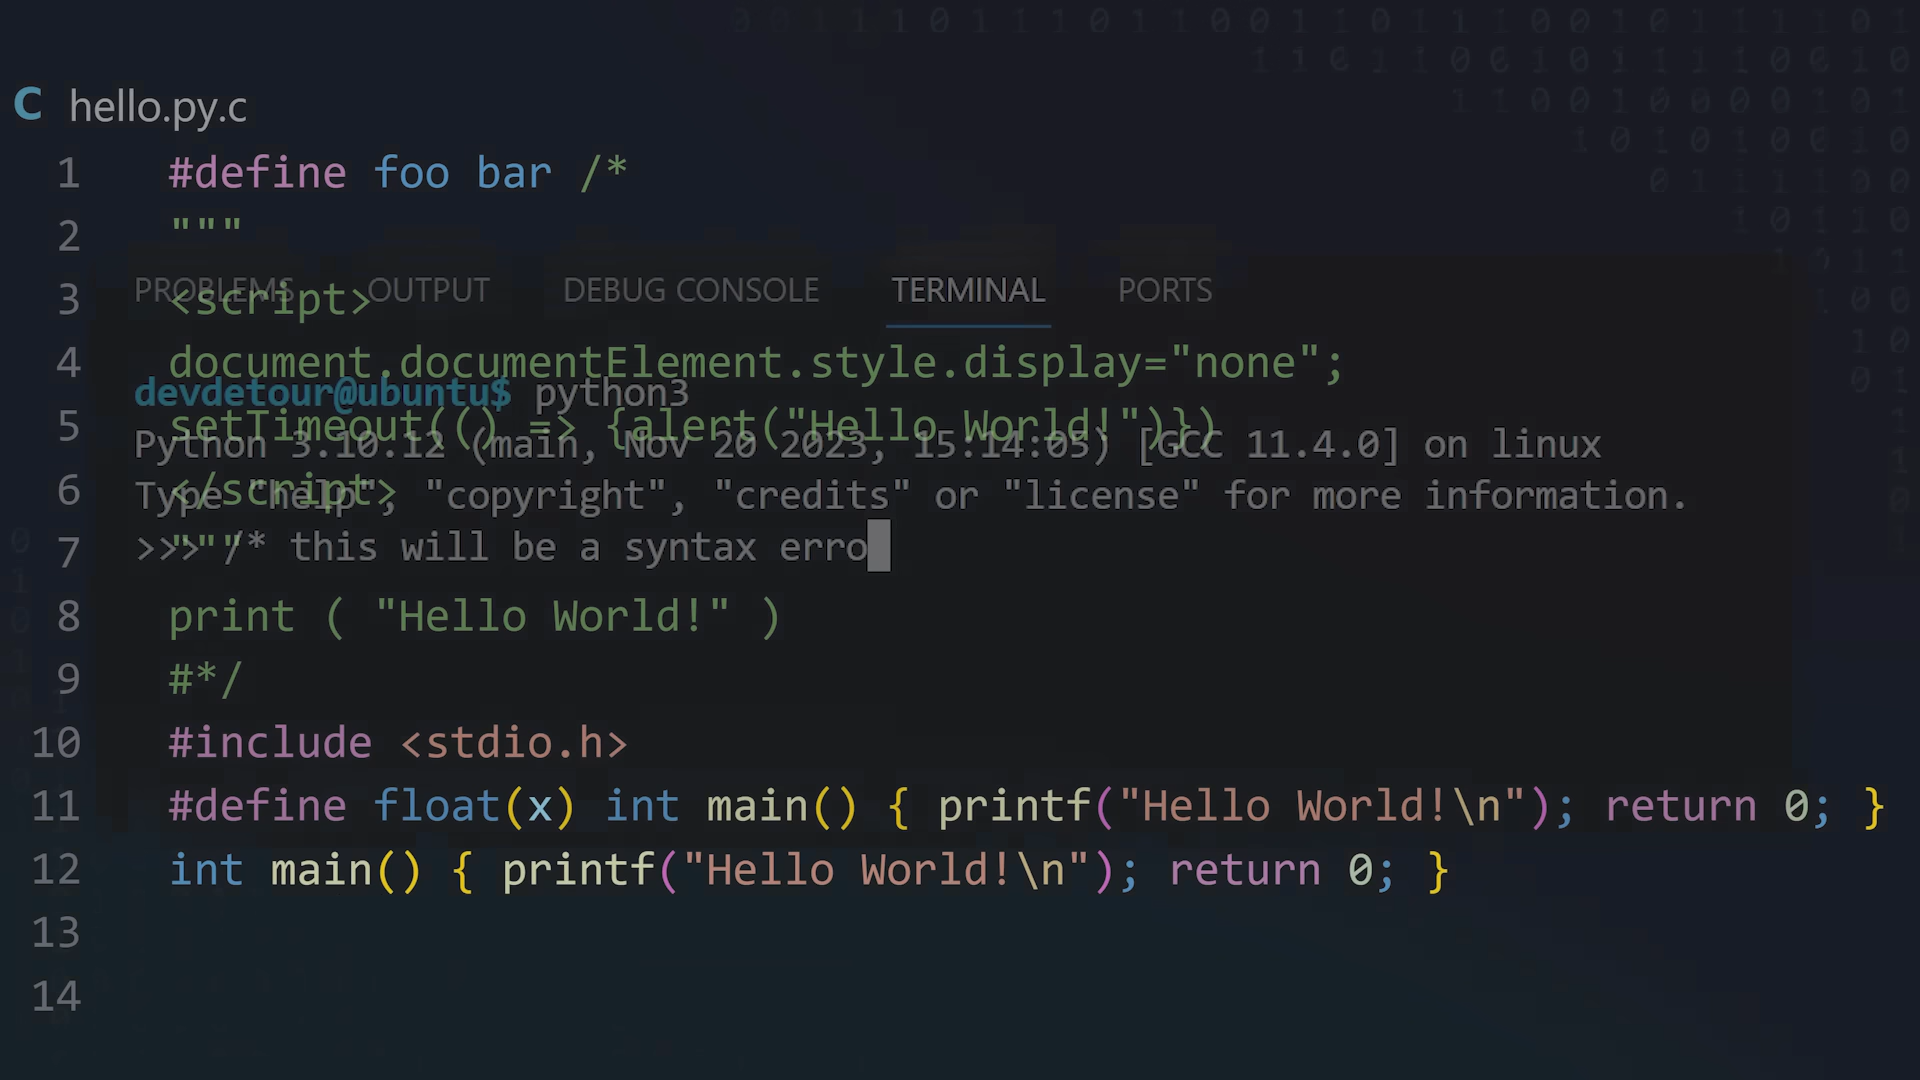 hello.py.c
1 #define foo bar /*
2 """
PROBLEMS OUTPUT DEBUG CONSOLE TERMINAL PORTS
3 <script>
4 document.documentElement.style.display="none";
devdetour@ubuntu$ python3
5 setTimeout(() => {alert("Hello World!")})
Python 3.10.12 (main, Nov 20 2023, 15:14:05) [GCC 11.4.0] on linux
6 </script>
Type "help", "copyright", "credits" or "license" for more information.
7 """
>>> /* this will be a syntax erro
8 print ( "Hello World!" )
9 #*/
10 #include <stdio.h>
11 #define float(x) int main() { printf("Hello World!\n"); return 0; }
12 int main() { printf("Hello World!\n"); return 0; }
13
14